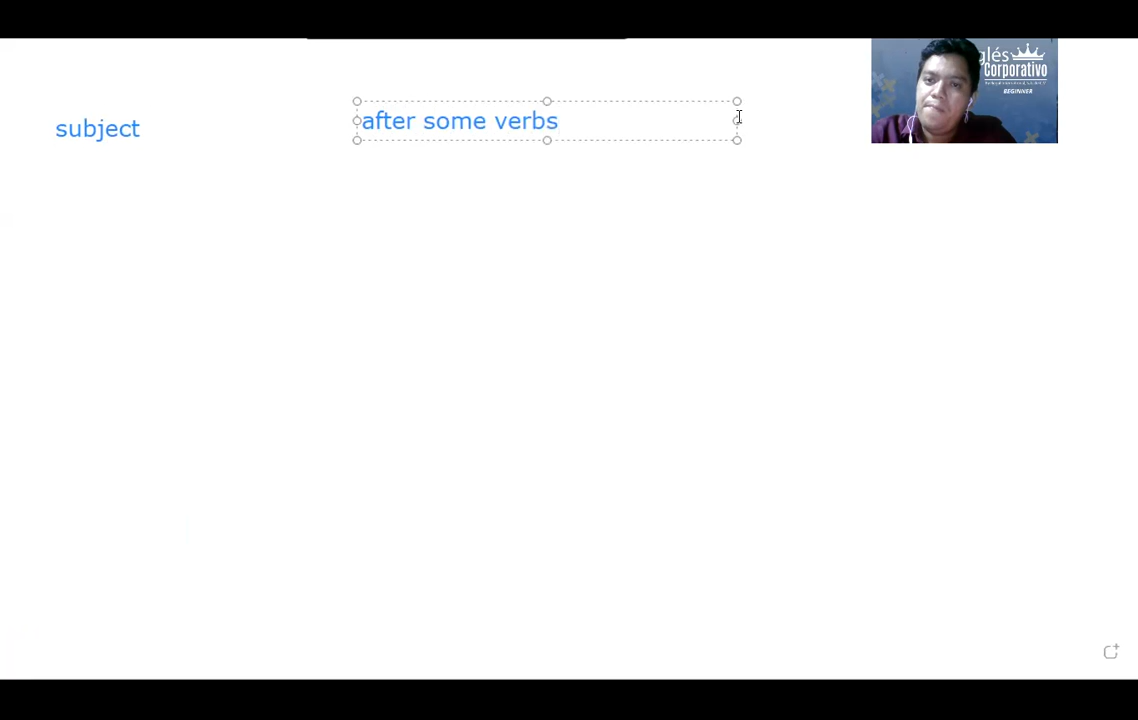 subject
after some verbs
glés
Corporativo
BEGINNER